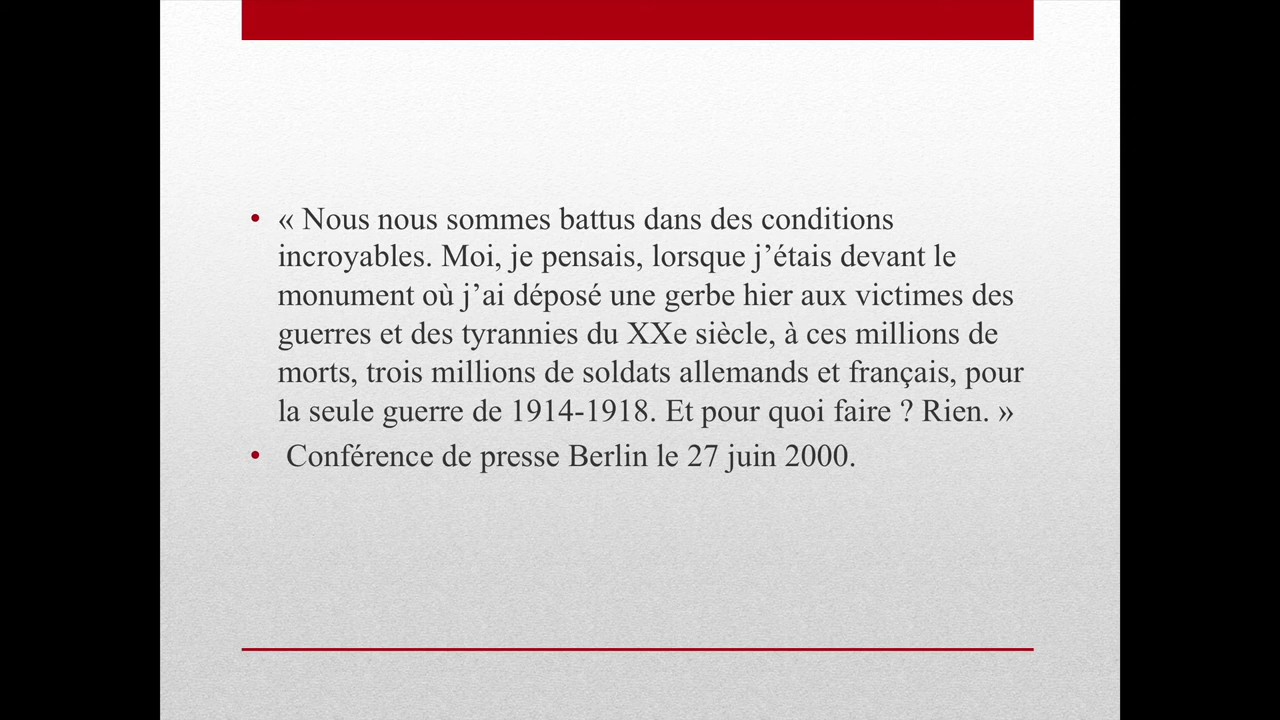 • « Nous nous sommes battus dans des conditions
incroyables. Moi, je pensais, lorsque j’étais devant le
monument où j’ai déposé une gerbe hier aux victimes des
guerres et des tyrannies du XXe siècle, à ces millions de
morts, trois millions de soldats allemands et français, pour
la seule guerre de 1914-1918. Et pour quoi faire ? Rien. »
• Conférence de presse Berlin le 27 juin 2000.